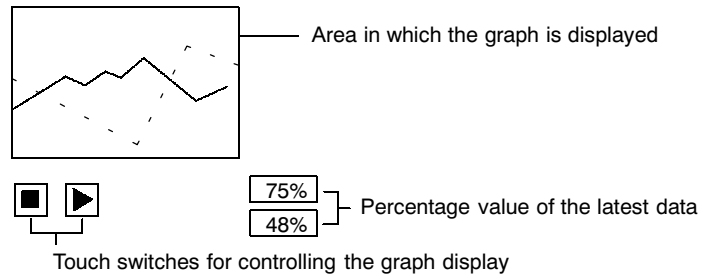 Area in which the graph is displayed
75%
48%
Percentage value of the latest data
Touch switches for controlling the graph display